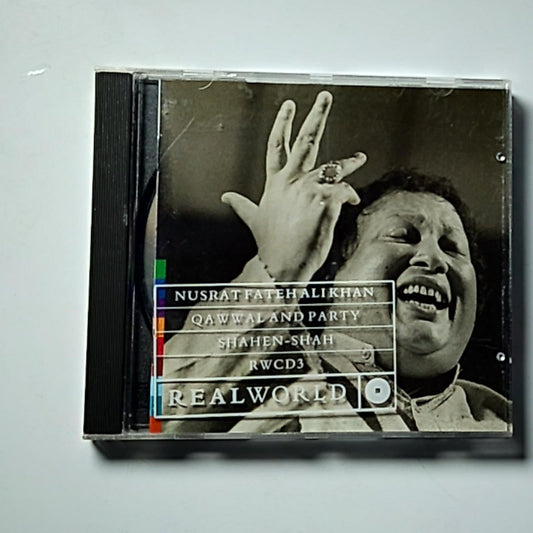 NUSRAT FATEH ALI KHAN
QAWWAL AND PARTY
SHAHEN-SHAH
RWCD3
REALWORLD